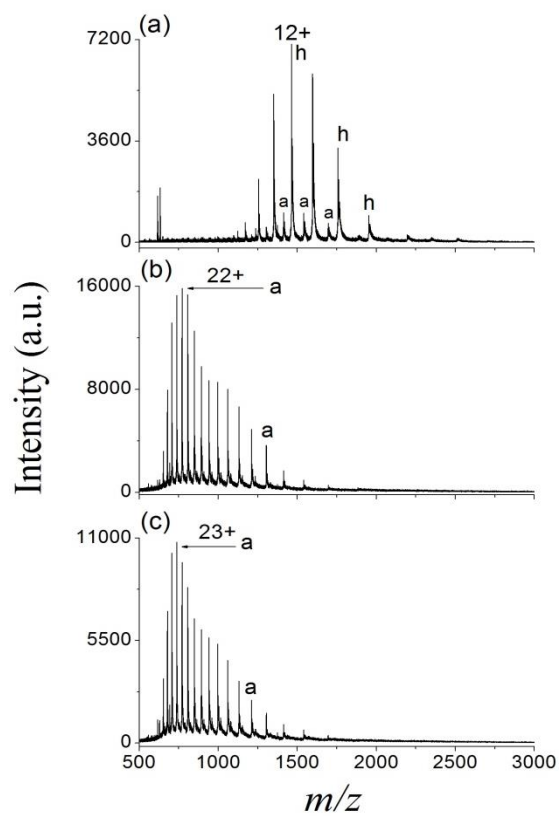 (a)
7200
3600
0
12+
h
h
h
a
a
a
(b)
16000
8000
0
22+
a
a
(c)
11000
5500
0
23+
a
a
500 1000 1500 2000 2500 3000
Intensity (a.u.)
m/z